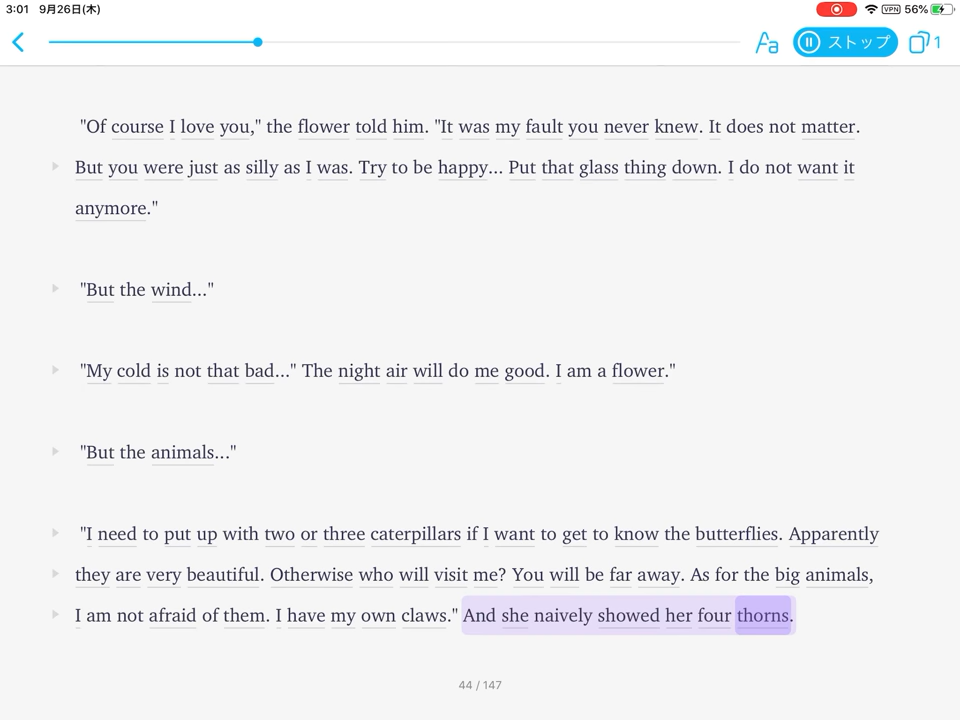 3:01 9月26日(木) VPN 56%
ストップ 1
"Of course I love you," the flower told him. "It was my fault you never knew. It does not matter.
But you were just as silly as I was. Try to be happy... Put that glass thing down. I do not want it
anymore."
"But the wind..."
"My cold is not that bad..." The night air will do me good. I am a flower."
"But the animals..."
"I need to put up with two or three caterpillars if I want to get to know the butterflies. Apparently
they are very beautiful. Otherwise who will visit me? You will be far away. As for the big animals,
I am not afraid of them. I have my own claws." And she naively showed her four thorns.
44 / 147